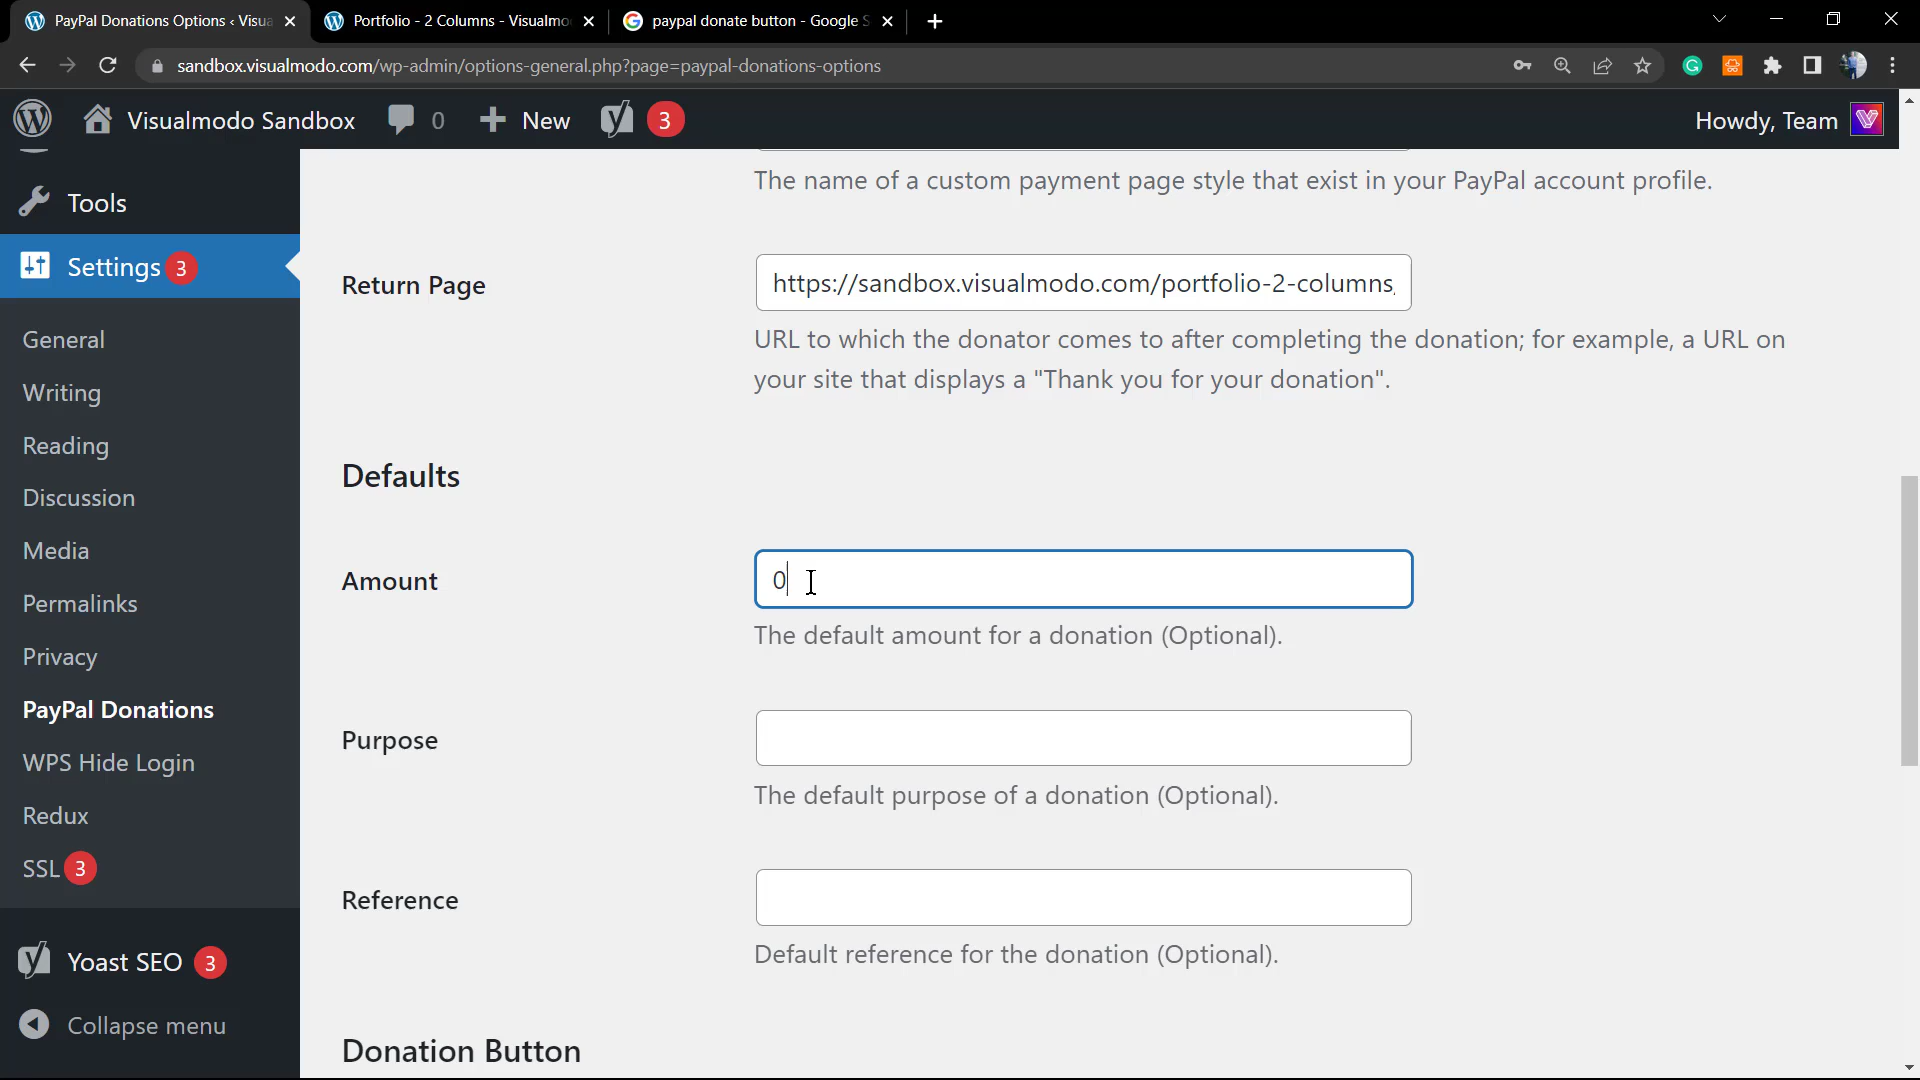 PayPal Donations Options ‹ Visua
Portfolio - 2 Columns - Visualmo
paypal donate button - Google S
sandbox.visualmodo.com/wp-admin/options-general.php?page=paypal-donations-options
Visualmodo Sandbox 0 New 3 Howdy, Team
Tools
Settings 3
General
Writing
Reading
Discussion
Media
Permalinks
Privacy
PayPal Donations
WPS Hide Login
Redux
SSL 3
Yoast SEO 3
Collapse menu
The name of a custom payment page style that exist in your PayPal account profile.
Return Page https://sandbox.visualmodo.com/portfolio-2-columns,
URL to which the donator comes to after completing the donation; for example, a URL on
your site that displays a "Thank you for your donation".
Defaults
Amount 0
The default amount for a donation (Optional).
Purpose
The default purpose of a donation (Optional).
Reference
Default reference for the donation (Optional).
Donation Button